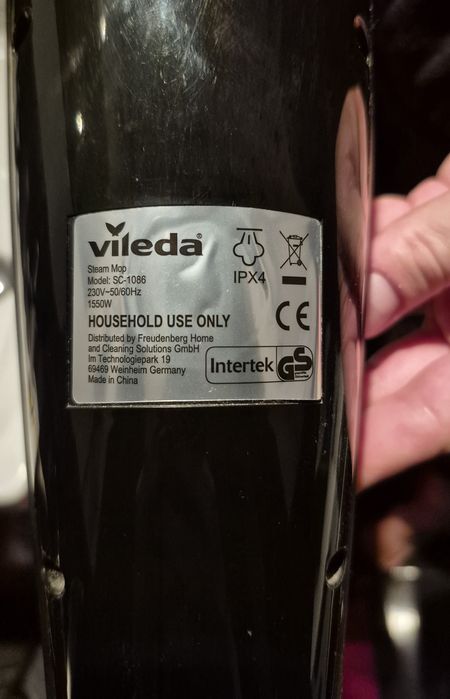 vileda®
Steam Mop
Model: SC-1086
230V~50/60Hz
1550W
IPX4
HOUSEHOLD USE ONLY
CE
Distributed by Freudenberg Home
and Cleaning Solutions GmbH
Im Technologiepark 19
69469 Weinheim Germany
Made in China
Intertek
GS